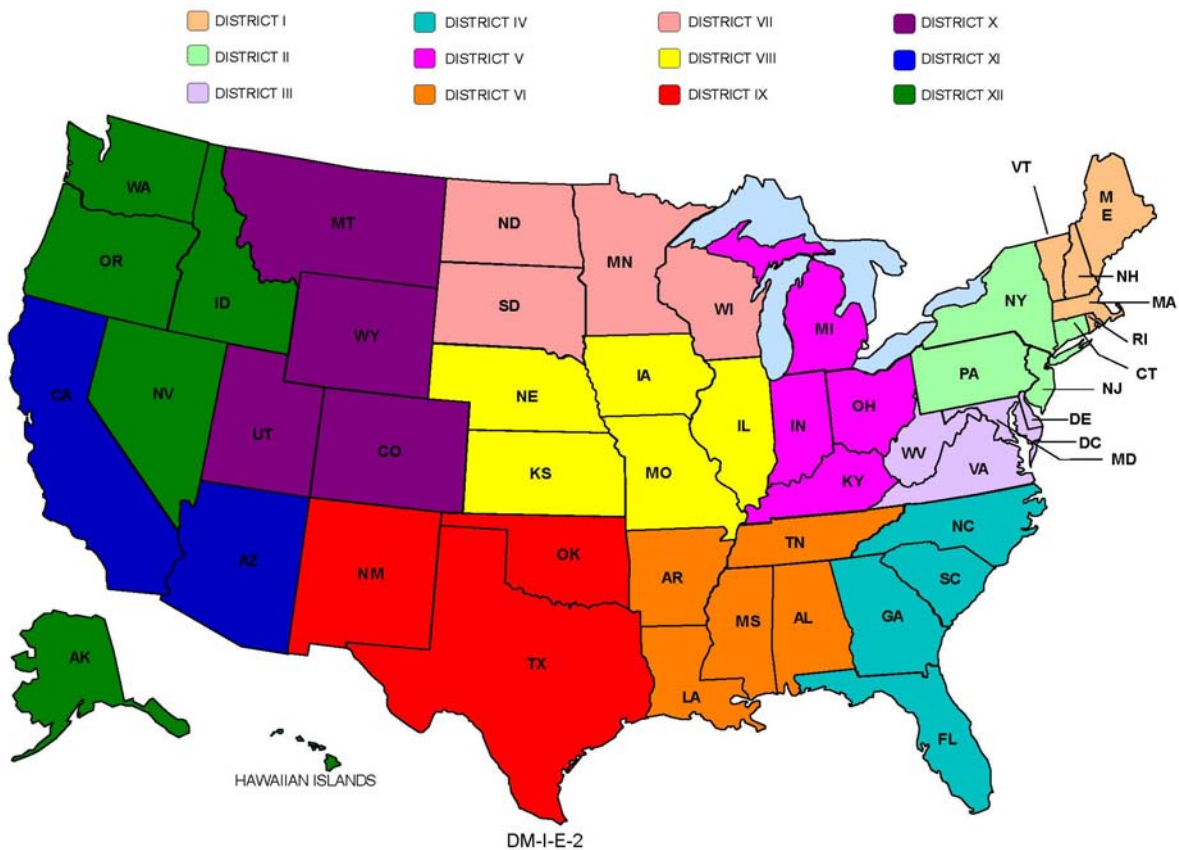 DISTRICT I
DISTRICT IV
DISTRICT VII
DISTRICT X
DISTRICT II
DISTRICT V
DISTRICT VIII
DISTRICT XI
DISTRICT III
DISTRICT VI
DISTRICT IX
DISTRICT XII
VT
WA
M
E
MT
ND
OR
MN
NH
ID
MA
SD
WI
NY
WY
MI
RI
IA
CT
PA
CA
NV
NE
OH
NJ
IL
IN
DE
UT
CO
WV
DC
MD
KS
MO
VA
KY
NC
TN
AZ
OK
NM
AR
SC
MS
AL
GA
AK
TX
LA
FL
HAWAIIAN ISLANDS
DM-I-E-2